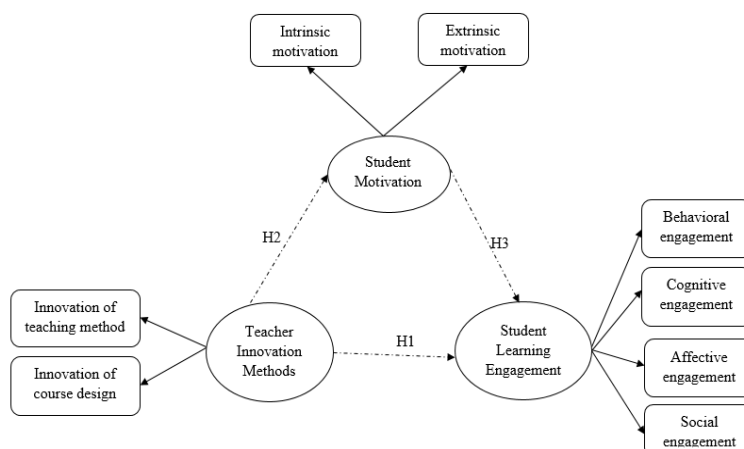 Intrinsic
motivation
Extrinsic
motivation
Student
Motivation
H2
H3
Behavioral
engagement
Cognitive
engagement
Innovation of
teaching method
Teacher
Innovation
Methods
H1
Student
Learning
Engagement
Affective
engagement
Innovation of
course design
Social
engagement